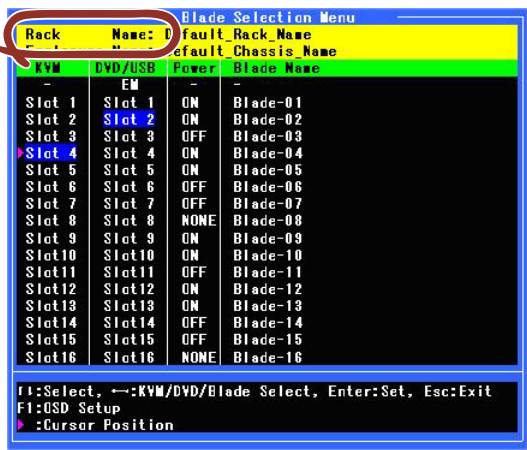 Blade Selection Menu
Rack Name: Default_Rack_Name
Name: Default_Chassis_Name
KVM DVD/USB Power Blade Name
- EM - -
Slot 1 Slot 1 ON Blade-01
Slot 2 Slot 2 ON Blade-02
Slot 3 Slot 3 OFF Blade-03
Slot 4 Slot 4 ON Blade-04
Slot 5 Slot 5 ON Blade-05
Slot 6 Slot 6 OFF Blade-06
Slot 7 Slot 7 OFF Blade-07
Slot 8 Slot 8 NONE Blade-08
Slot 9 Slot 9 ON Blade-09
Slot10 Slot10 ON Blade-10
Slot11 Slot11 OFF Blade-11
Slot12 Slot12 ON Blade-12
Slot13 Slot13 ON Blade-13
Slot14 Slot14 OFF Blade-14
Slot15 Slot15 OFF Blade-15
Slot16 Slot16 NONE Blade-16
↑↓:Select, ←→:KVM/DVD/Blade Select, Enter:Set, Esc:Exit
F1:OSD Setup
:Cursor Position